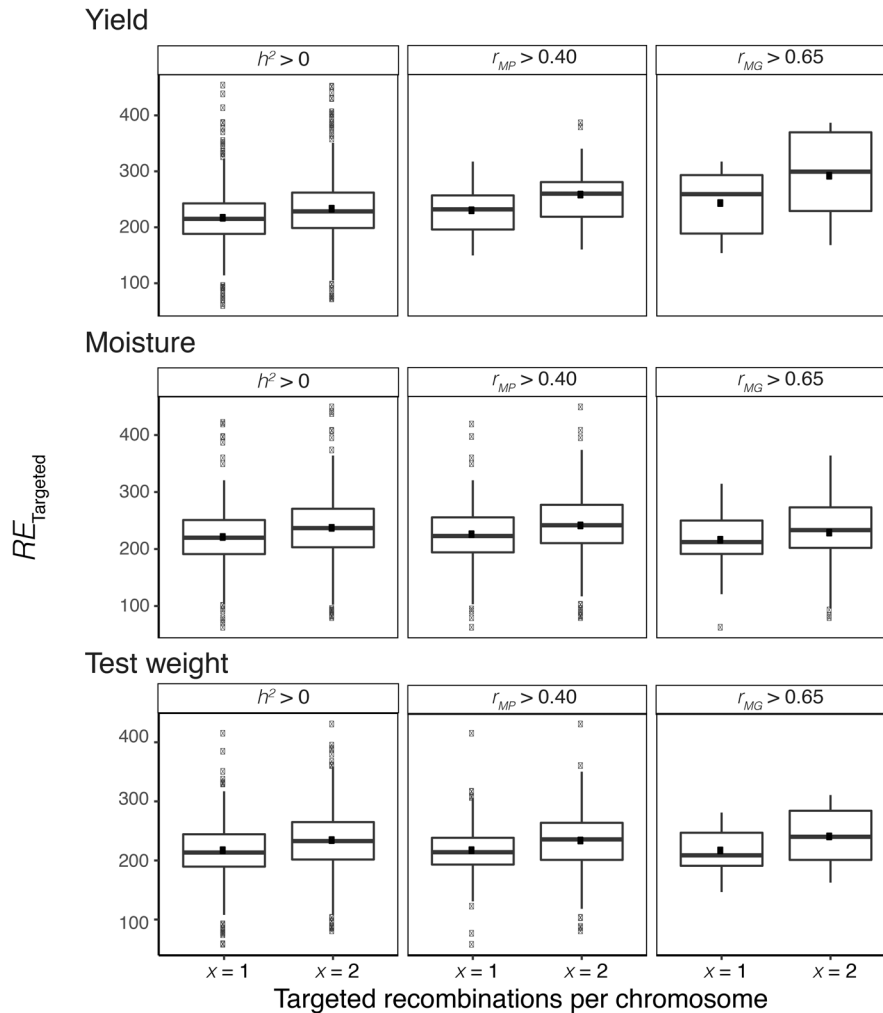 Yield
h² > 0
r_MP > 0.40
r_MG > 0.65
400
300
200
100
Moisture
h² > 0
r_MP > 0.40
r_MG > 0.65
400
300
200
100
RE_Targeted
Test weight
h² > 0
r_MP > 0.40
r_MG > 0.65
400
300
200
100
x = 1 x = 2 x = 1 x = 2 x = 1 x = 2
Targeted recombinations per chromosome